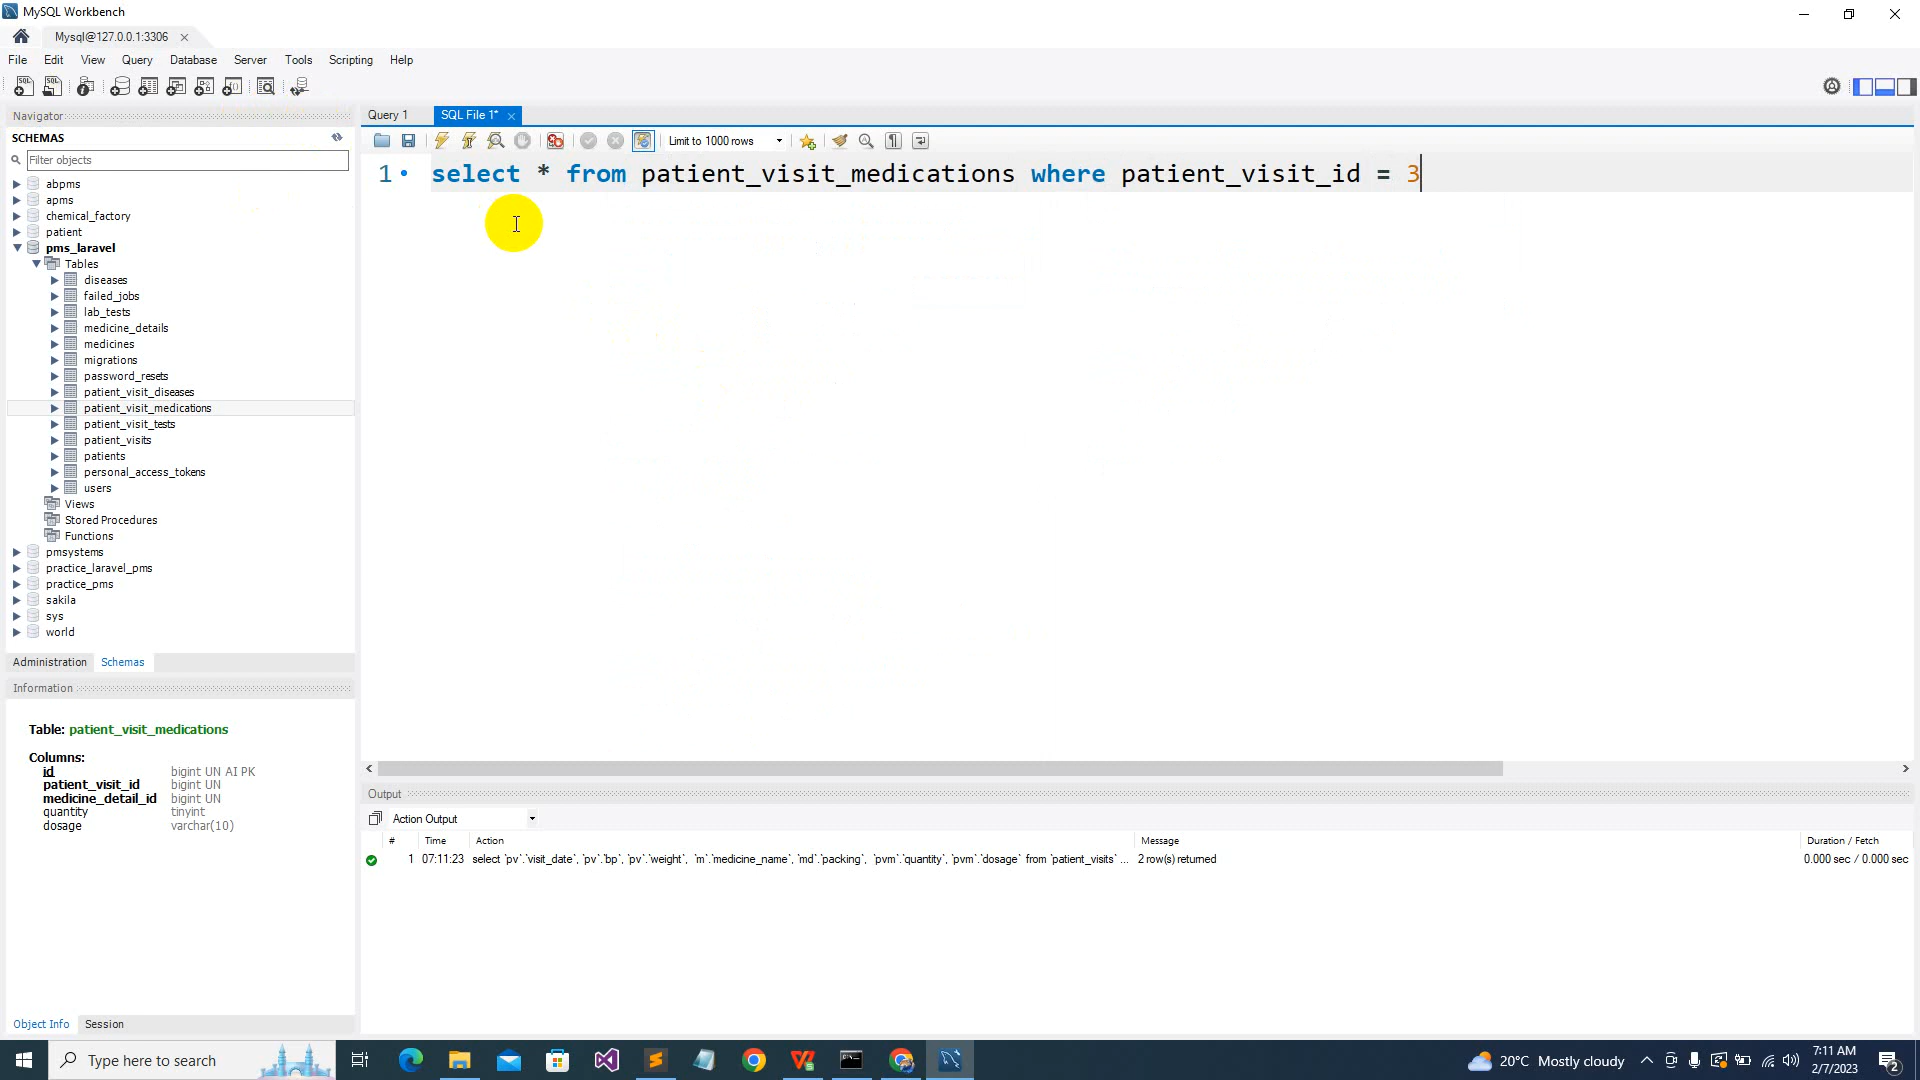 MySQL Workbench
Mysql@127.0.0.1:3306
File Edit View Query Database Server Tools Scripting Help
Navigator
SCHEMAS
Filter objects
abpms
apms
chemical_factory
patient
pms_laravel
Tables
diseases
failed_jobs
lab_tests
medicine_details
medicines
migrations
password_resets
patient_visit_diseases
patient_visit_medications
patient_visit_tests
patient_visits
patients
personal_access_tokens
users
Views
Stored Procedures
Functions
pmsystems
practice_laravel_pms
practice_pms
sakila
sys
world
Administration Schemas
Information
Table: patient_visit_medications
Columns:
id bigint UN AI PK
patient_visit_id bigint UN
medicine_detail_id bigint UN
quantity tinyint
dosage varchar(10)
Object Info Session
Query 1 SQL File 1*
Limit to 1000 rows
1 select * from patient_visit_medications where patient_visit_id = 3
Output
Action Output
# Time Action Message Duration / Fetch
1 07:11:23 select `pv`.`visit_date`, `pv`.`bp`, `pv`.`weight`, `m`.`medicine_name`, `md`.`packing`, `pvm`.`quantity`, `pvm`.`dosage` from `patient_visits` ... 2 row(s) returned 0.000 sec / 0.000 sec
Type here to search
20°C Mostly cloudy
7:11 AM
2/7/2023
2